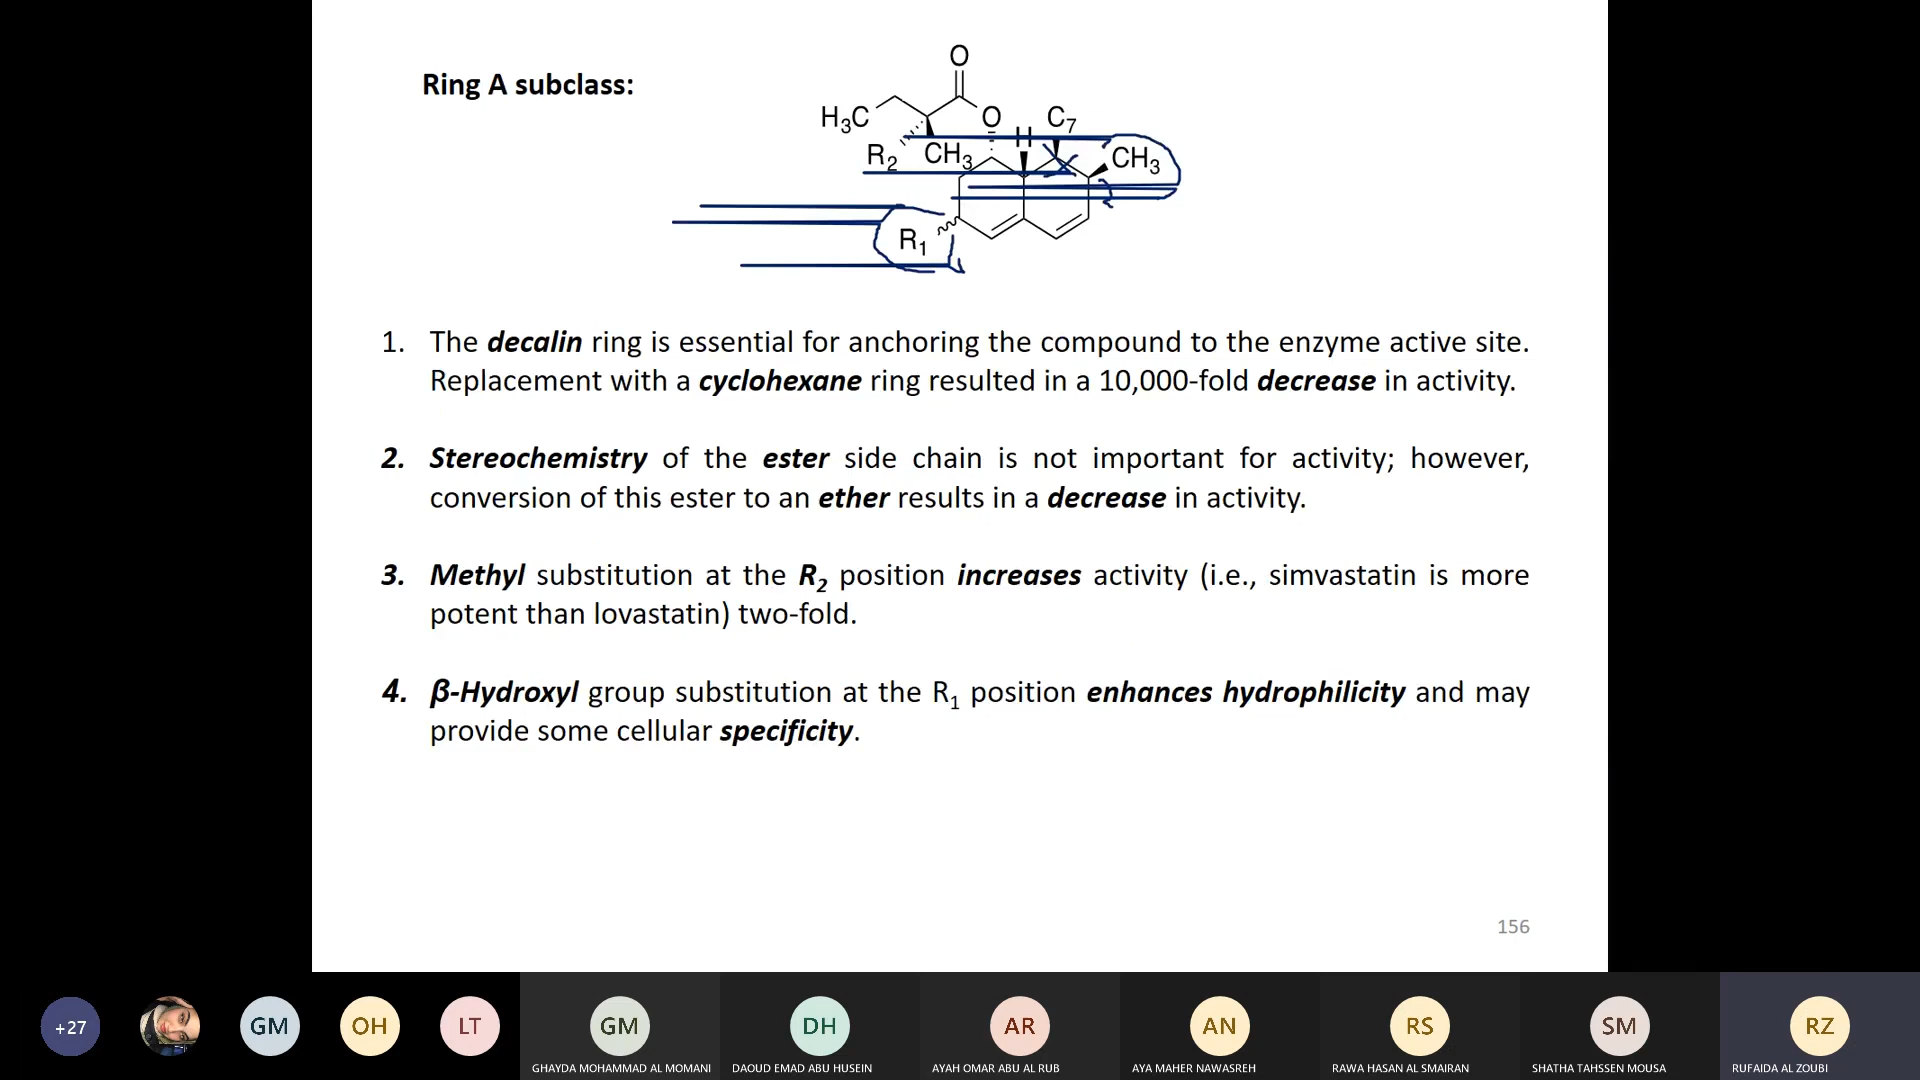 Ring A subclass:
O
H3C
O
C7
H
R2
CH3
CH3
R1
1. The decalin ring is essential for anchoring the compound to the enzyme active site.
Replacement with a cyclohexane ring resulted in a 10,000-fold decrease in activity.
2. Stereochemistry of the ester side chain is not important for activity; however,
conversion of this ester to an ether results in a decrease in activity.
3. Methyl substitution at the R2 position increases activity (i.e., simvastatin is more
potent than lovastatin) two-fold.
4. β-Hydroxyl group substitution at the R1 position enhances hydrophilicity and may
provide some cellular specificity.
156
+27
GM
OH
LT
GM
DH
AR
AN
RS
SM
RZ
GHAYDA MOHAMMAD AL MOMANI
DAOUD EMAD ABU HUSEIN
AYAH OMAR ABU AL RUB
AYA MAHER NAWASREH
RAWA HASAN AL SMAIRAN
SHATHA TAHSSEN MOUSA
RUFAIDA AL ZOUBI